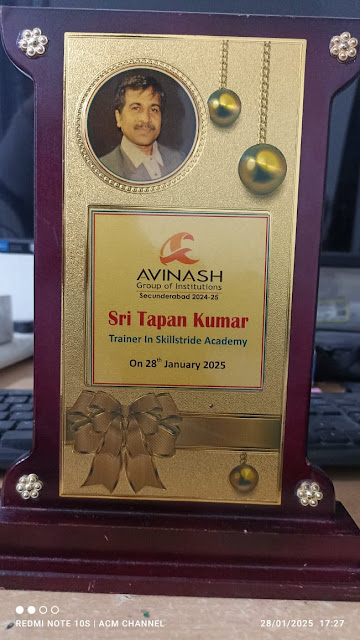 AVINASH
Group of Institutions
Secunderabad 2024-25
Sri Tapan Kumar
Trainer In Skillstride Academy
On 28th January 2025
REDMI NOTE 10S | ACM CHANNEL
28/01/2025 17:27